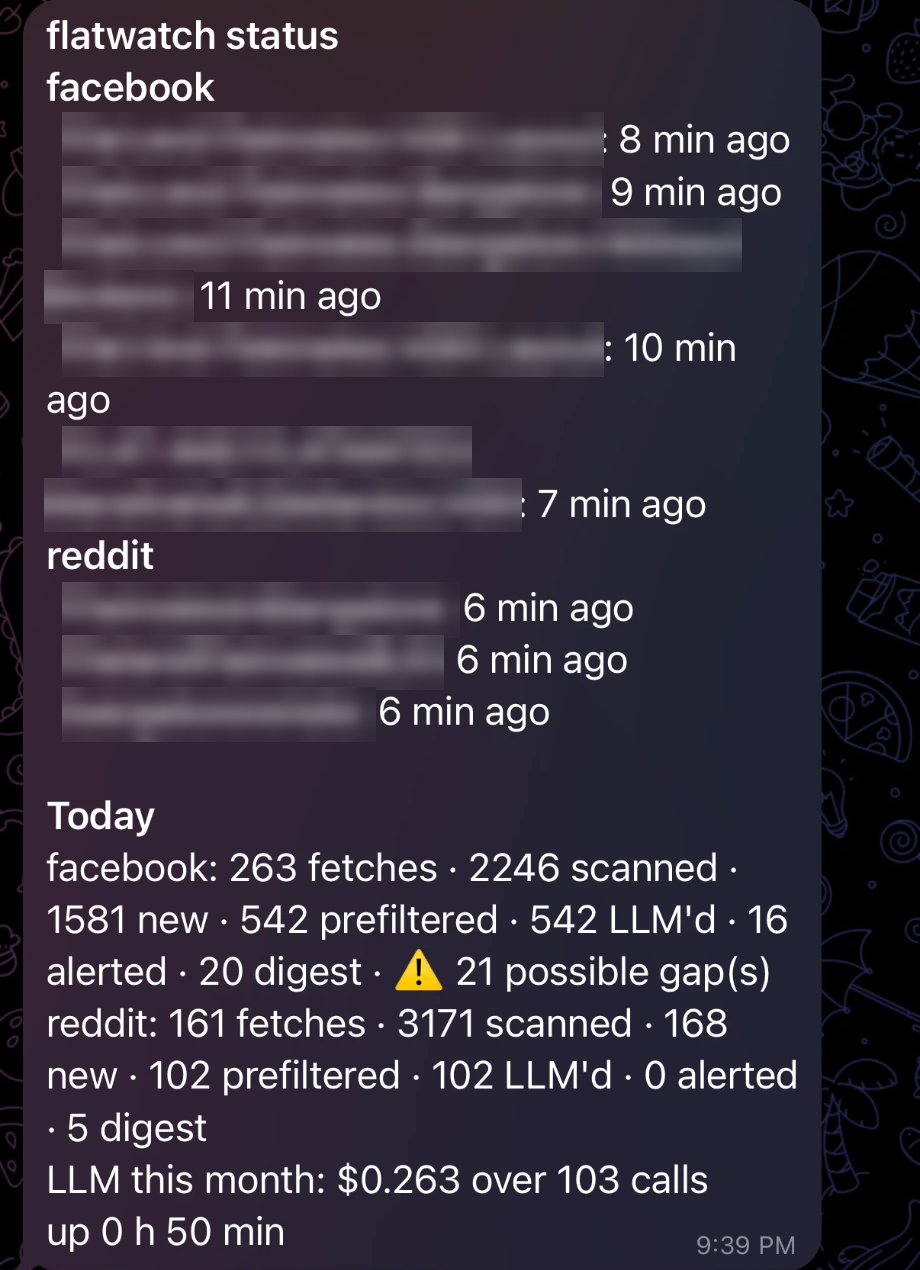 flatwatch status
facebook
: 8 min ago
9 min ago
11 min ago
: 10 min
ago
: 7 min ago
reddit
6 min ago
6 min ago
6 min ago
Today
facebook: 263 fetches · 2246 scanned ·
1581 new · 542 prefiltered · 542 LLM'd · 16
alerted · 20 digest · ⚠️ 21 possible gap(s)
reddit: 161 fetches · 3171 scanned · 168
new · 102 prefiltered · 102 LLM'd · 0 alerted
· 5 digest
LLM this month: $0.263 over 103 calls
up 0 h 50 min
9:39 PM